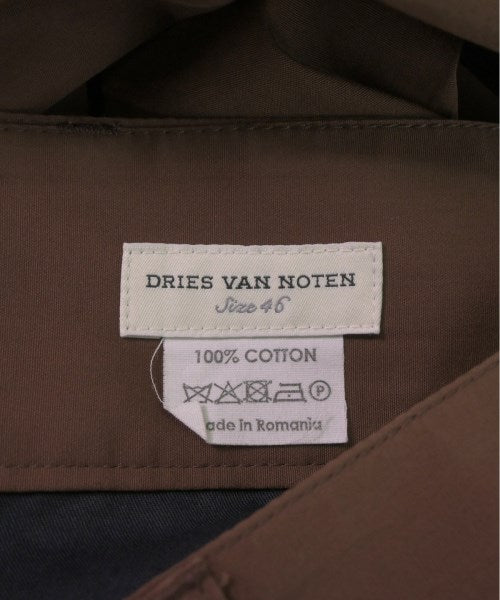 DRIES VAN NOTEN
Size 46
100% COTTON
P
ade in Romania